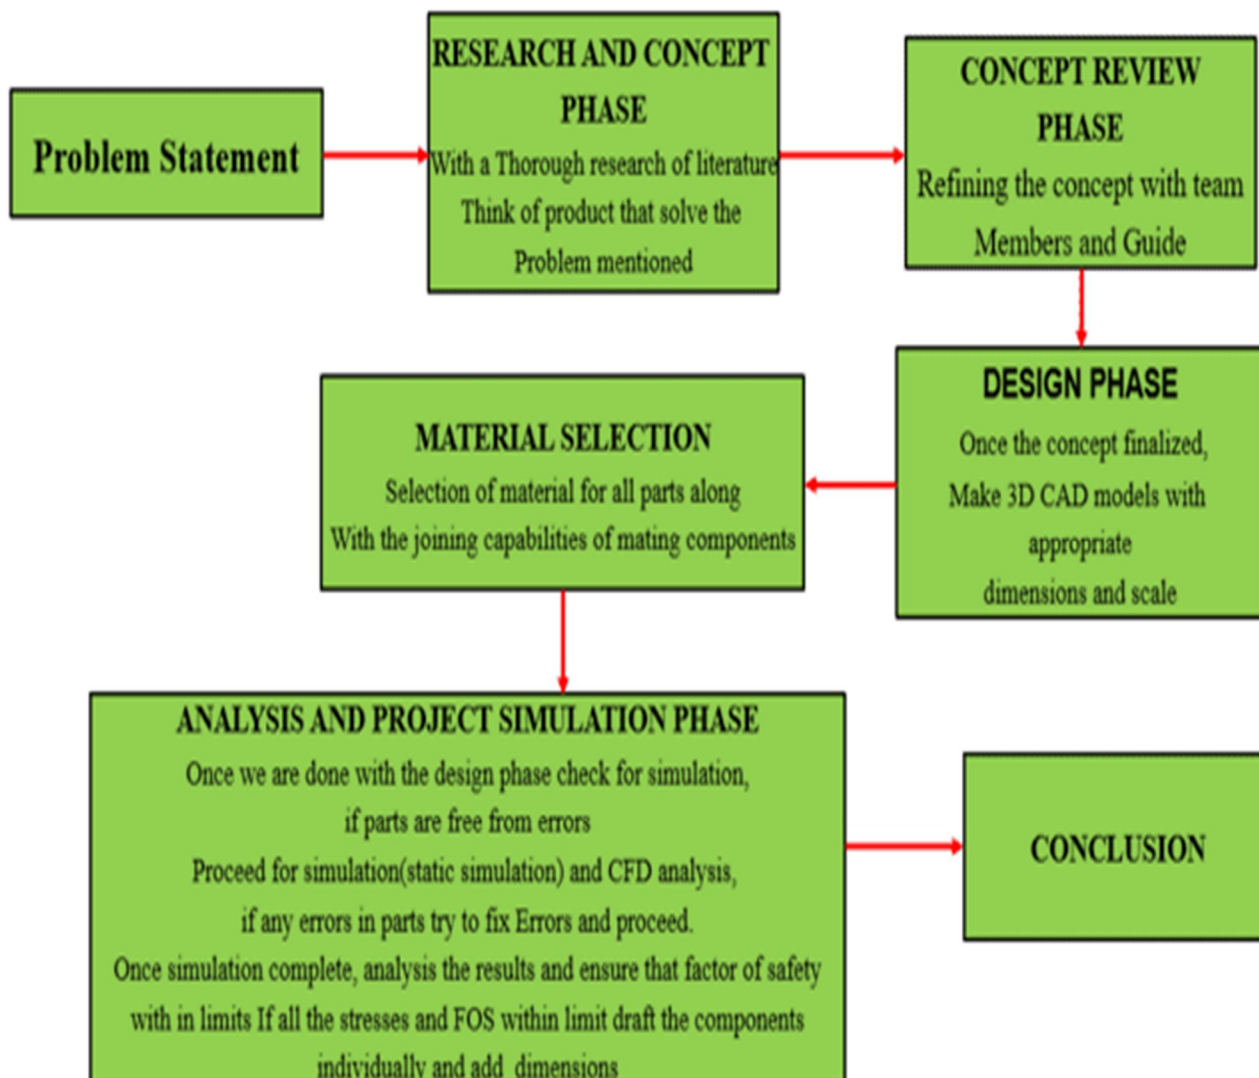 Problem Statement
RESEARCH AND CONCEPT
PHASE
With a Thorough research of literature
Think of product that solve the
Problem mentioned
CONCEPT REVIEW
PHASE
Refining the concept with team
Members and Guide
DESIGN PHASE
Once the concept finalized,
Make 3D CAD models with
appropriate
dimensions and scale
MATERIAL SELECTION
Selection of material for all parts along
With the joining capabilities of mating components
ANALYSIS AND PROJECT SIMULATION PHASE
Once we are done with the design phase check for simulation,
if parts are free from errors
Proceed for simulation(static simulation) and CFD analysis,
if any errors in parts try to fix Errors and proceed.
Once simulation complete, analysis the results and ensure that factor of safety
with in limits If all the stresses and FOS within limit draft the components
individually and add dimensions
CONCLUSION